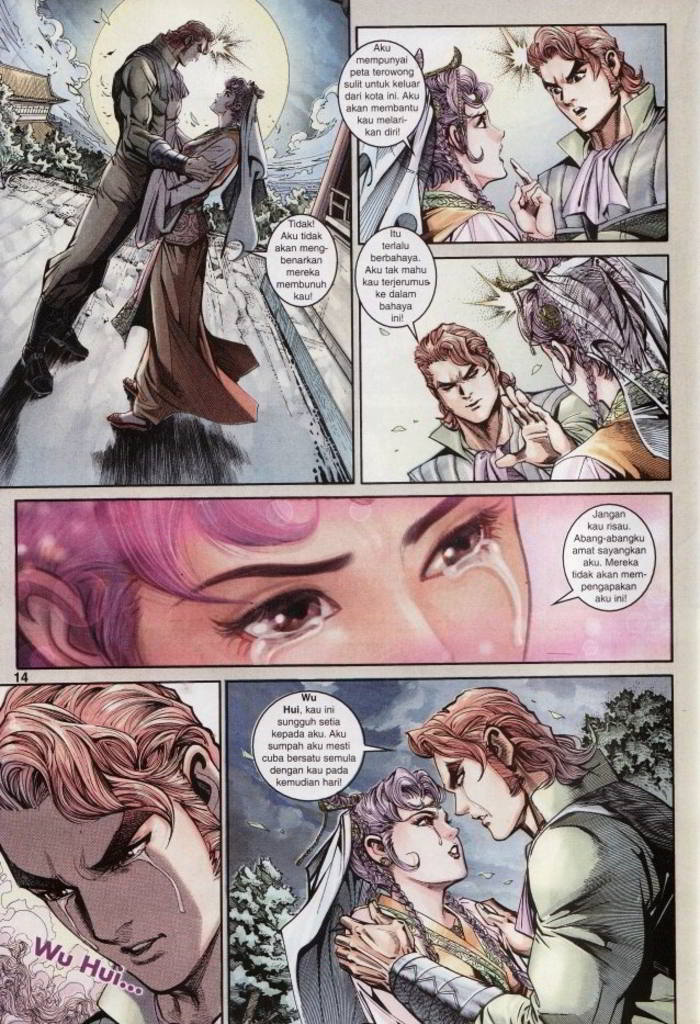 Tidak!
Aku tidak
akan meng-
benarkan
mereka
membunuh
kau!
Aku
mempunyai
peta terowong
sulit untuk keluar
dari kota ini. Aku
akan membantu
kau melari-
kan diri!
Itu
terlalu
berbahaya.
Aku tak mahu
kau terjerumus
ke dalam
bahaya
ini!
Jangan
kau risau.
Abang-abangku
amat sayangkan
aku. Mereka
tidak akan mem-
pengapakan
aku ini!
14
Wu Hui...
Wu
Hui, kau ini
sungguh setia
kepada aku. Aku
sumpah aku mesti
cuba bersatu semula
dengan kau pada
kemudian hari!